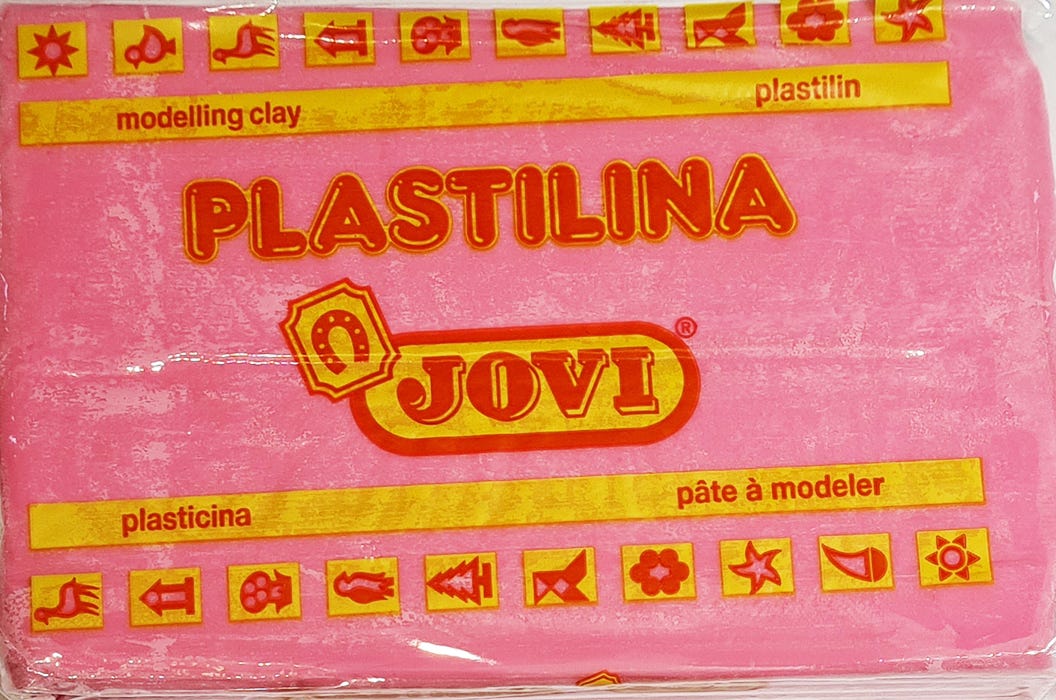 modelling clay plastilin
PLASTILINA
JOVI ®
plasticina pâte à modeler